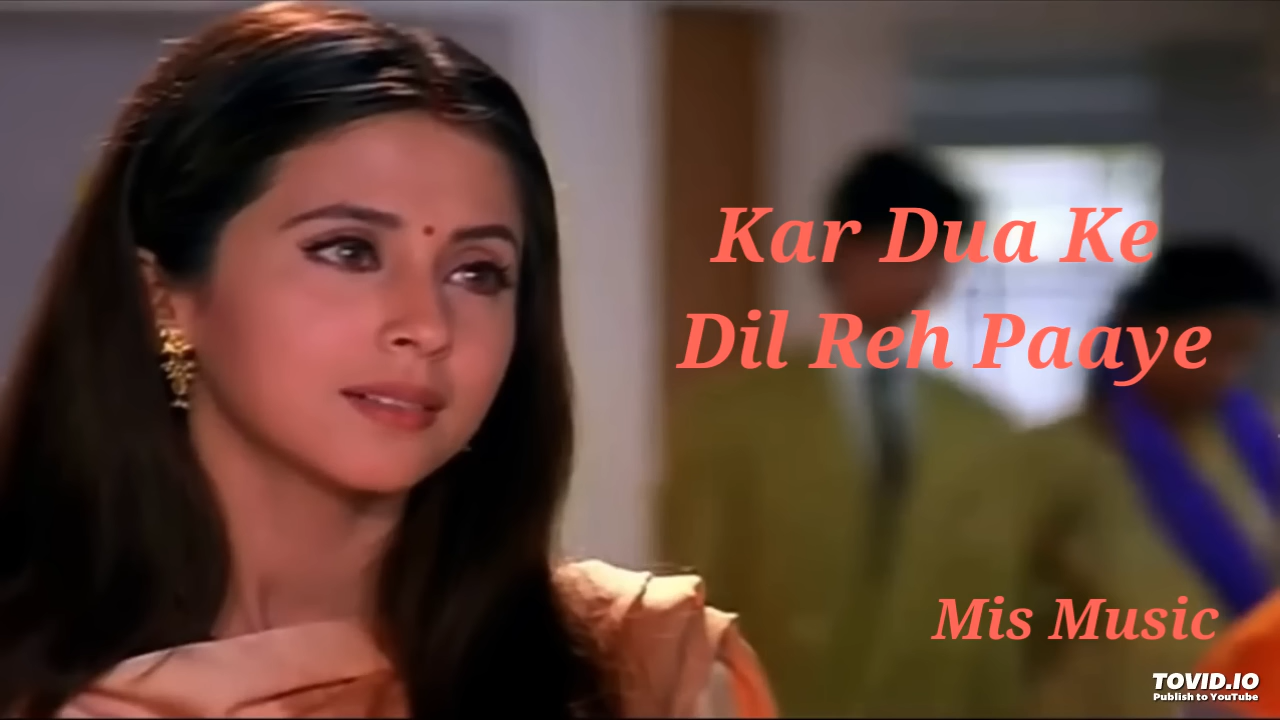 Kar Dua Ke
Dil Reh Paaye
Mis Music
TOVID.IO
Publish to YouTube